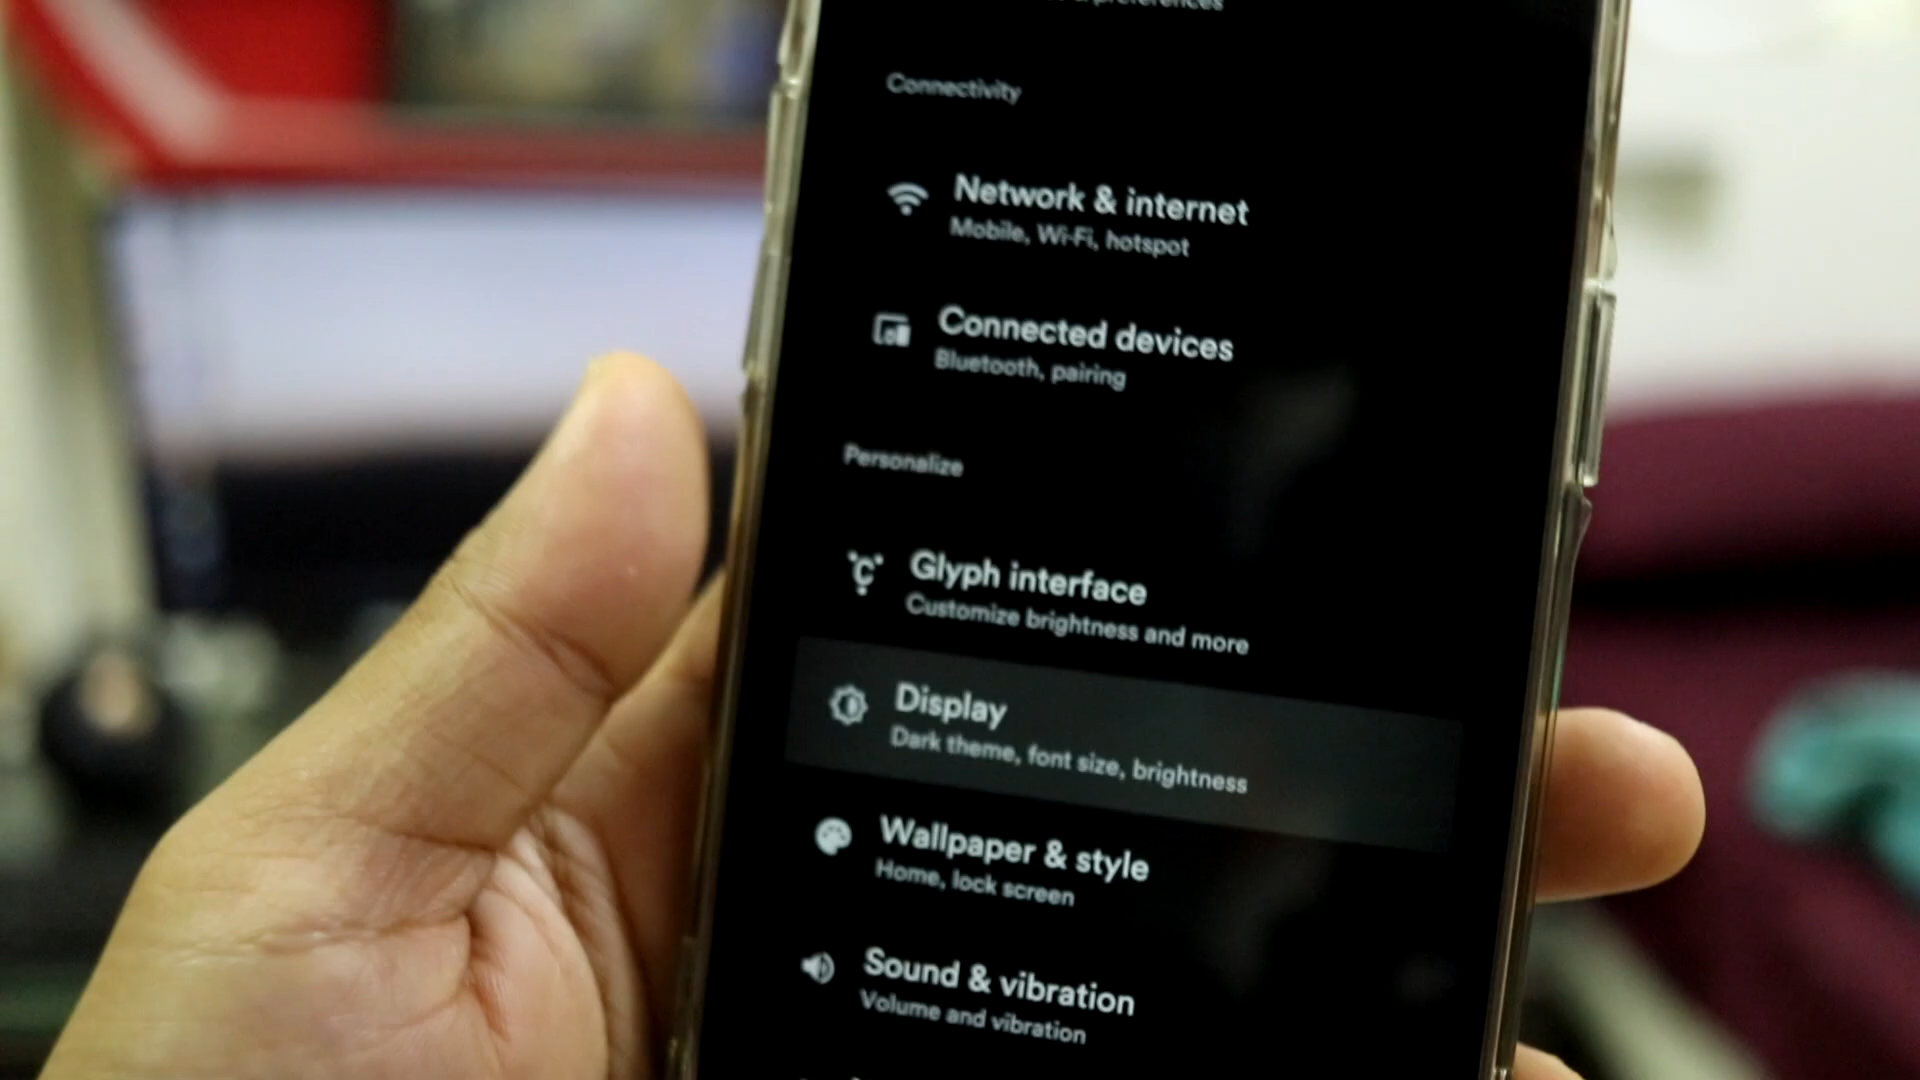 preferences
Connectivity
Network & internet
Mobile, Wi-Fi, hotspot
Connected devices
Bluetooth, pairing
Personalize
Glyph interface
Customize brightness and more
Display
Dark theme, font size, brightness
Wallpaper & style
Home, lock screen
Sound & vibration
Volume and vibration